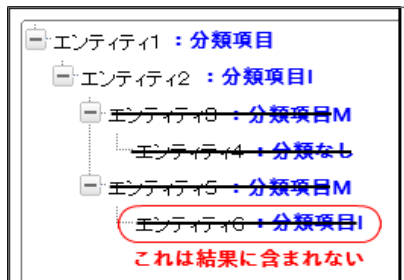 エンティティ1 : 分類項目
エンティティ2 : 分類項目I
エンティティ3 : 分類項目M
エンティティ4 : 分類なし
エンティティ5 : 分類項目M
エンティティ6 : 分類項目I
これは結果に含まれない